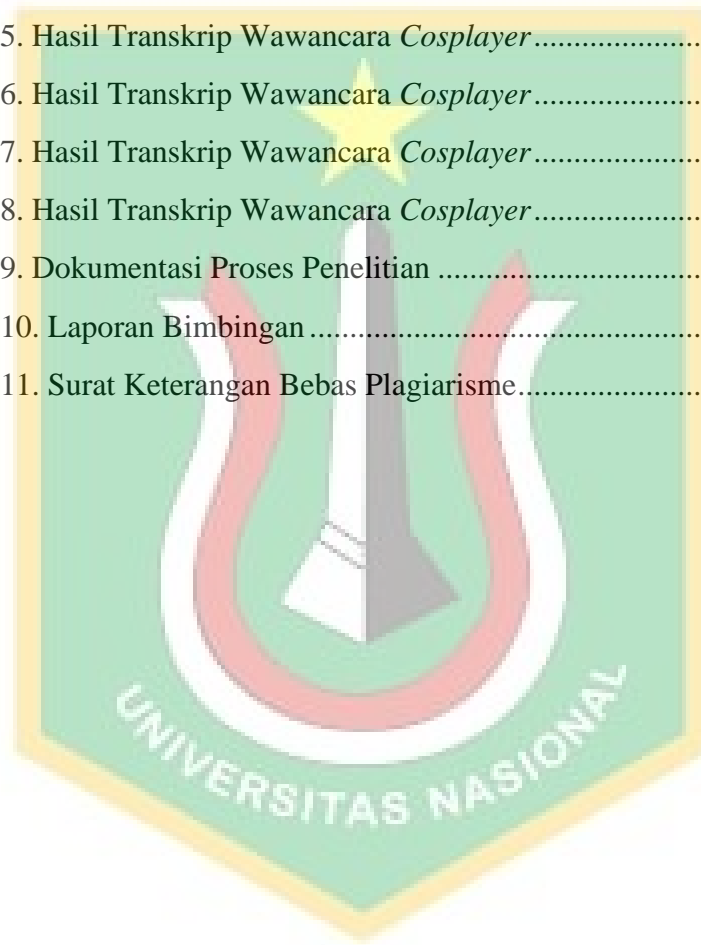 5. Hasil Transkrip Wawancara Cosplayer.....................
6. Hasil Transkrip Wawancara Cosplayer.....................
7. Hasil Transkrip Wawancara Cosplayer.....................
8. Hasil Transkrip Wawancara Cosplayer.....................
9. Dokumentasi Proses Penelitian .................................
10. Laporan Bimbingan .................................................
11. Surat Keterangan Bebas Plagiarisme.......................
UNIVERSITAS NASIONAL